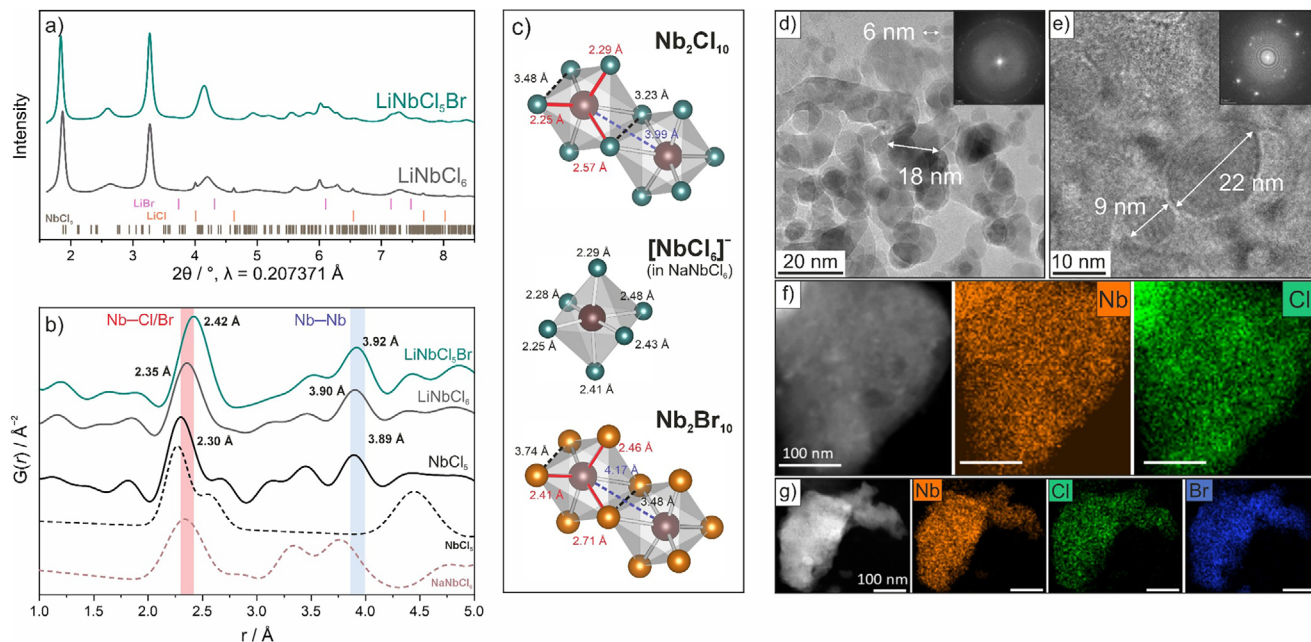 a)
Intensity
LiNbCl₅Br
LiNbCl₆
LiBr
LiCl
NbCl₅
2 3 4 5 6 7 8
2θ / °, λ = 0.207371 Å
b)
Nb—Cl/Br
Nb—Nb
2.42 Å
3.92 Å
LiNbCl₅Br
2.35 Å
3.90 Å
LiNbCl₆
2.30 Å
3.89 Å
NbCl₅
NbCl₅
NaNbCl₆
G(r) / Å⁻²
1.0 1.5 2.0 2.5 3.0 3.5 4.0 4.5 5.0
r / Å
c)
Nb₂Cl₁₀
2.29 Å
3.48 Å
3.23 Å
2.25 Å
3.99 Å
2.57 Å
[NbCl₆]⁻
(in NaNbCl₆)
2.29 Å
2.28 Å
2.48 Å
2.25 Å
2.43 Å
2.41 Å
Nb₂Br₁₀
3.74 Å
2.46 Å
4.17 Å
2.41 Å
3.48 Å
2.71 Å
d)
6 nm
18 nm
20 nm
e)
22 nm
9 nm
10 nm
f)
100 nm
Nb
Cl
g)
100 nm
Nb
Cl
Br